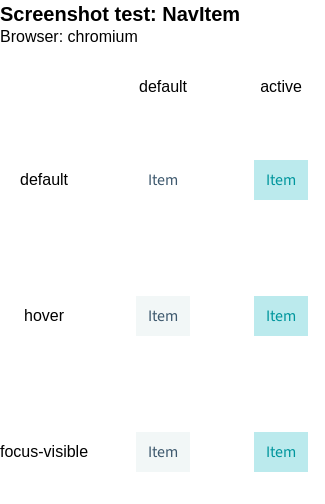 Screenshot test: NavItem
Browser: chromium
default active
default Item Item
hover Item Item
focus-visible Item Item